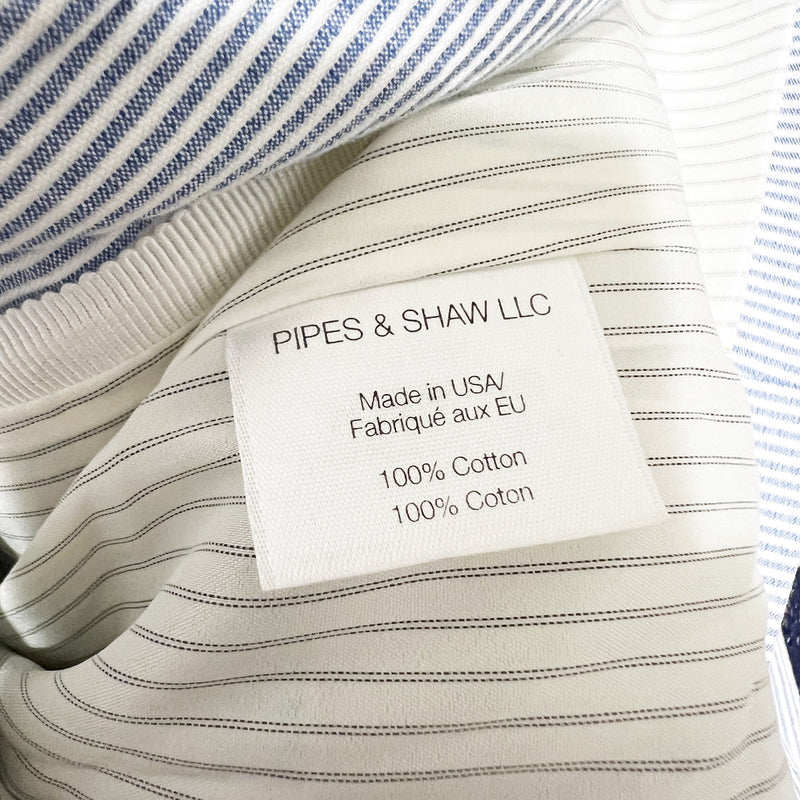 PIPES & SHAW LLC
Made in USA/
Fabriqué aux EU
100% Cotton
100% Coton